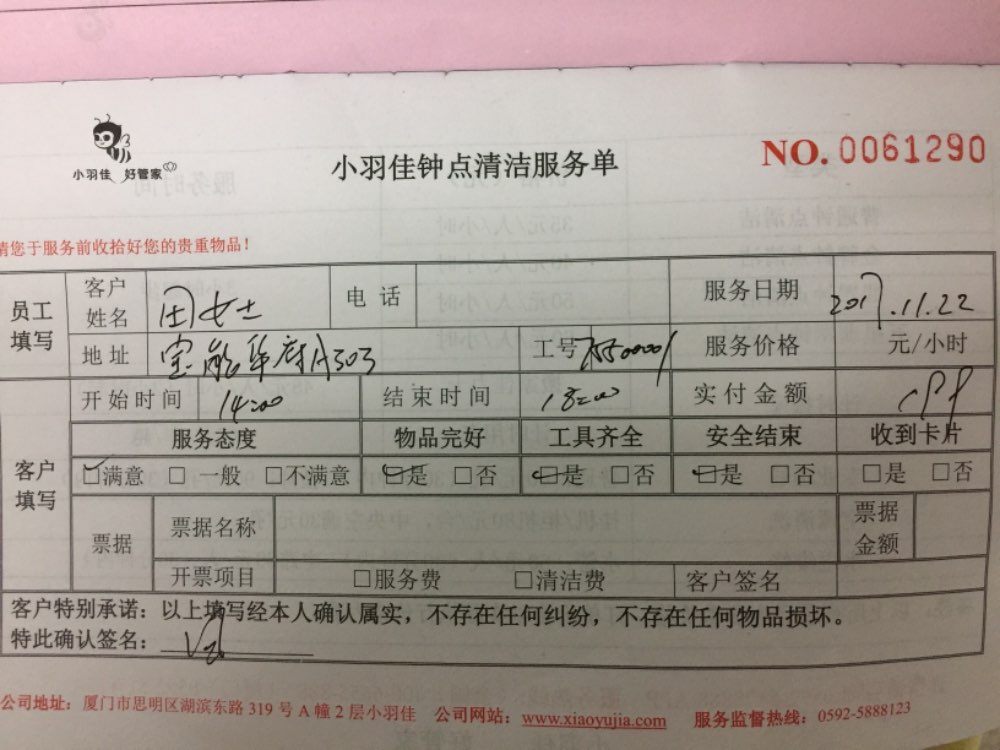 小羽佳 好管家
小羽佳钟点清洁服务单
NO. 0061290
请您于服务前收拾好您的贵重物品！
员工填写 客户姓名 田女士 电话 服务日期 2017.11.22
地址 宝龙华府A303 工号 服务价格 元/小时
客户填写 开始时间 14:00 结束时间 18:00 实付金额
服务态度 物品完好 工具齐全 安全结束 收到卡片
☑满意 □一般 □不满意 ☑是 □否 ☑是 □否 ☑是 □否 □是 □否
票据 票据名称 票据金额
开票项目 □服务费 □清洁费 客户签名
客户特别承诺：以上填写经本人确认属实，不存在任何纠纷，不存在任何物品损坏。
特此确认签名：
公司地址：厦门市思明区湖滨东路 319 号 A 幢 2 层小羽佳 公司网站：www.xiaoyujia.com 服务监督热线：0592-5888123